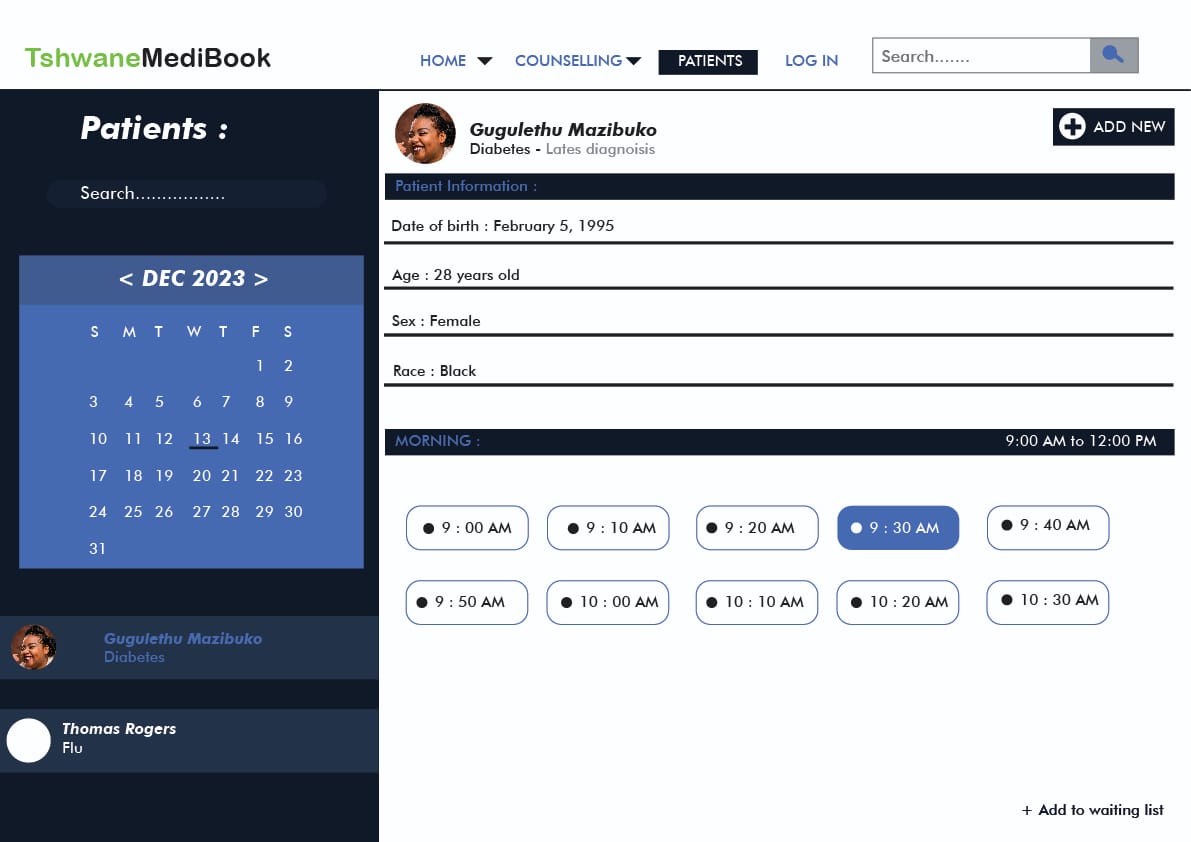 TshwaneMediBook
HOME COUNSELLING PATIENTS LOG IN Search.......
Patients :
Search.................
< DEC 2023 >
S M T W T F S
1 2
3 4 5 6 7 8 9
10 11 12 13 14 15 16
17 18 19 20 21 22 23
24 25 26 27 28 29 30
31
Gugulethu Mazibuko
Diabetes
Thomas Rogers
Flu
Gugulethu Mazibuko
Diabetes - Lates diagnoisis
ADD NEW
Patient Information :
Date of birth : February 5, 1995
Age : 28 years old
Sex : Female
Race : Black
MORNING : 9:00 AM to 12:00 PM
9 : 00 AM 9 : 10 AM 9 : 20 AM 9 : 30 AM 9 : 40 AM
9 : 50 AM 10 : 00 AM 10 : 10 AM 10 : 20 AM 10 : 30 AM
+ Add to waiting list